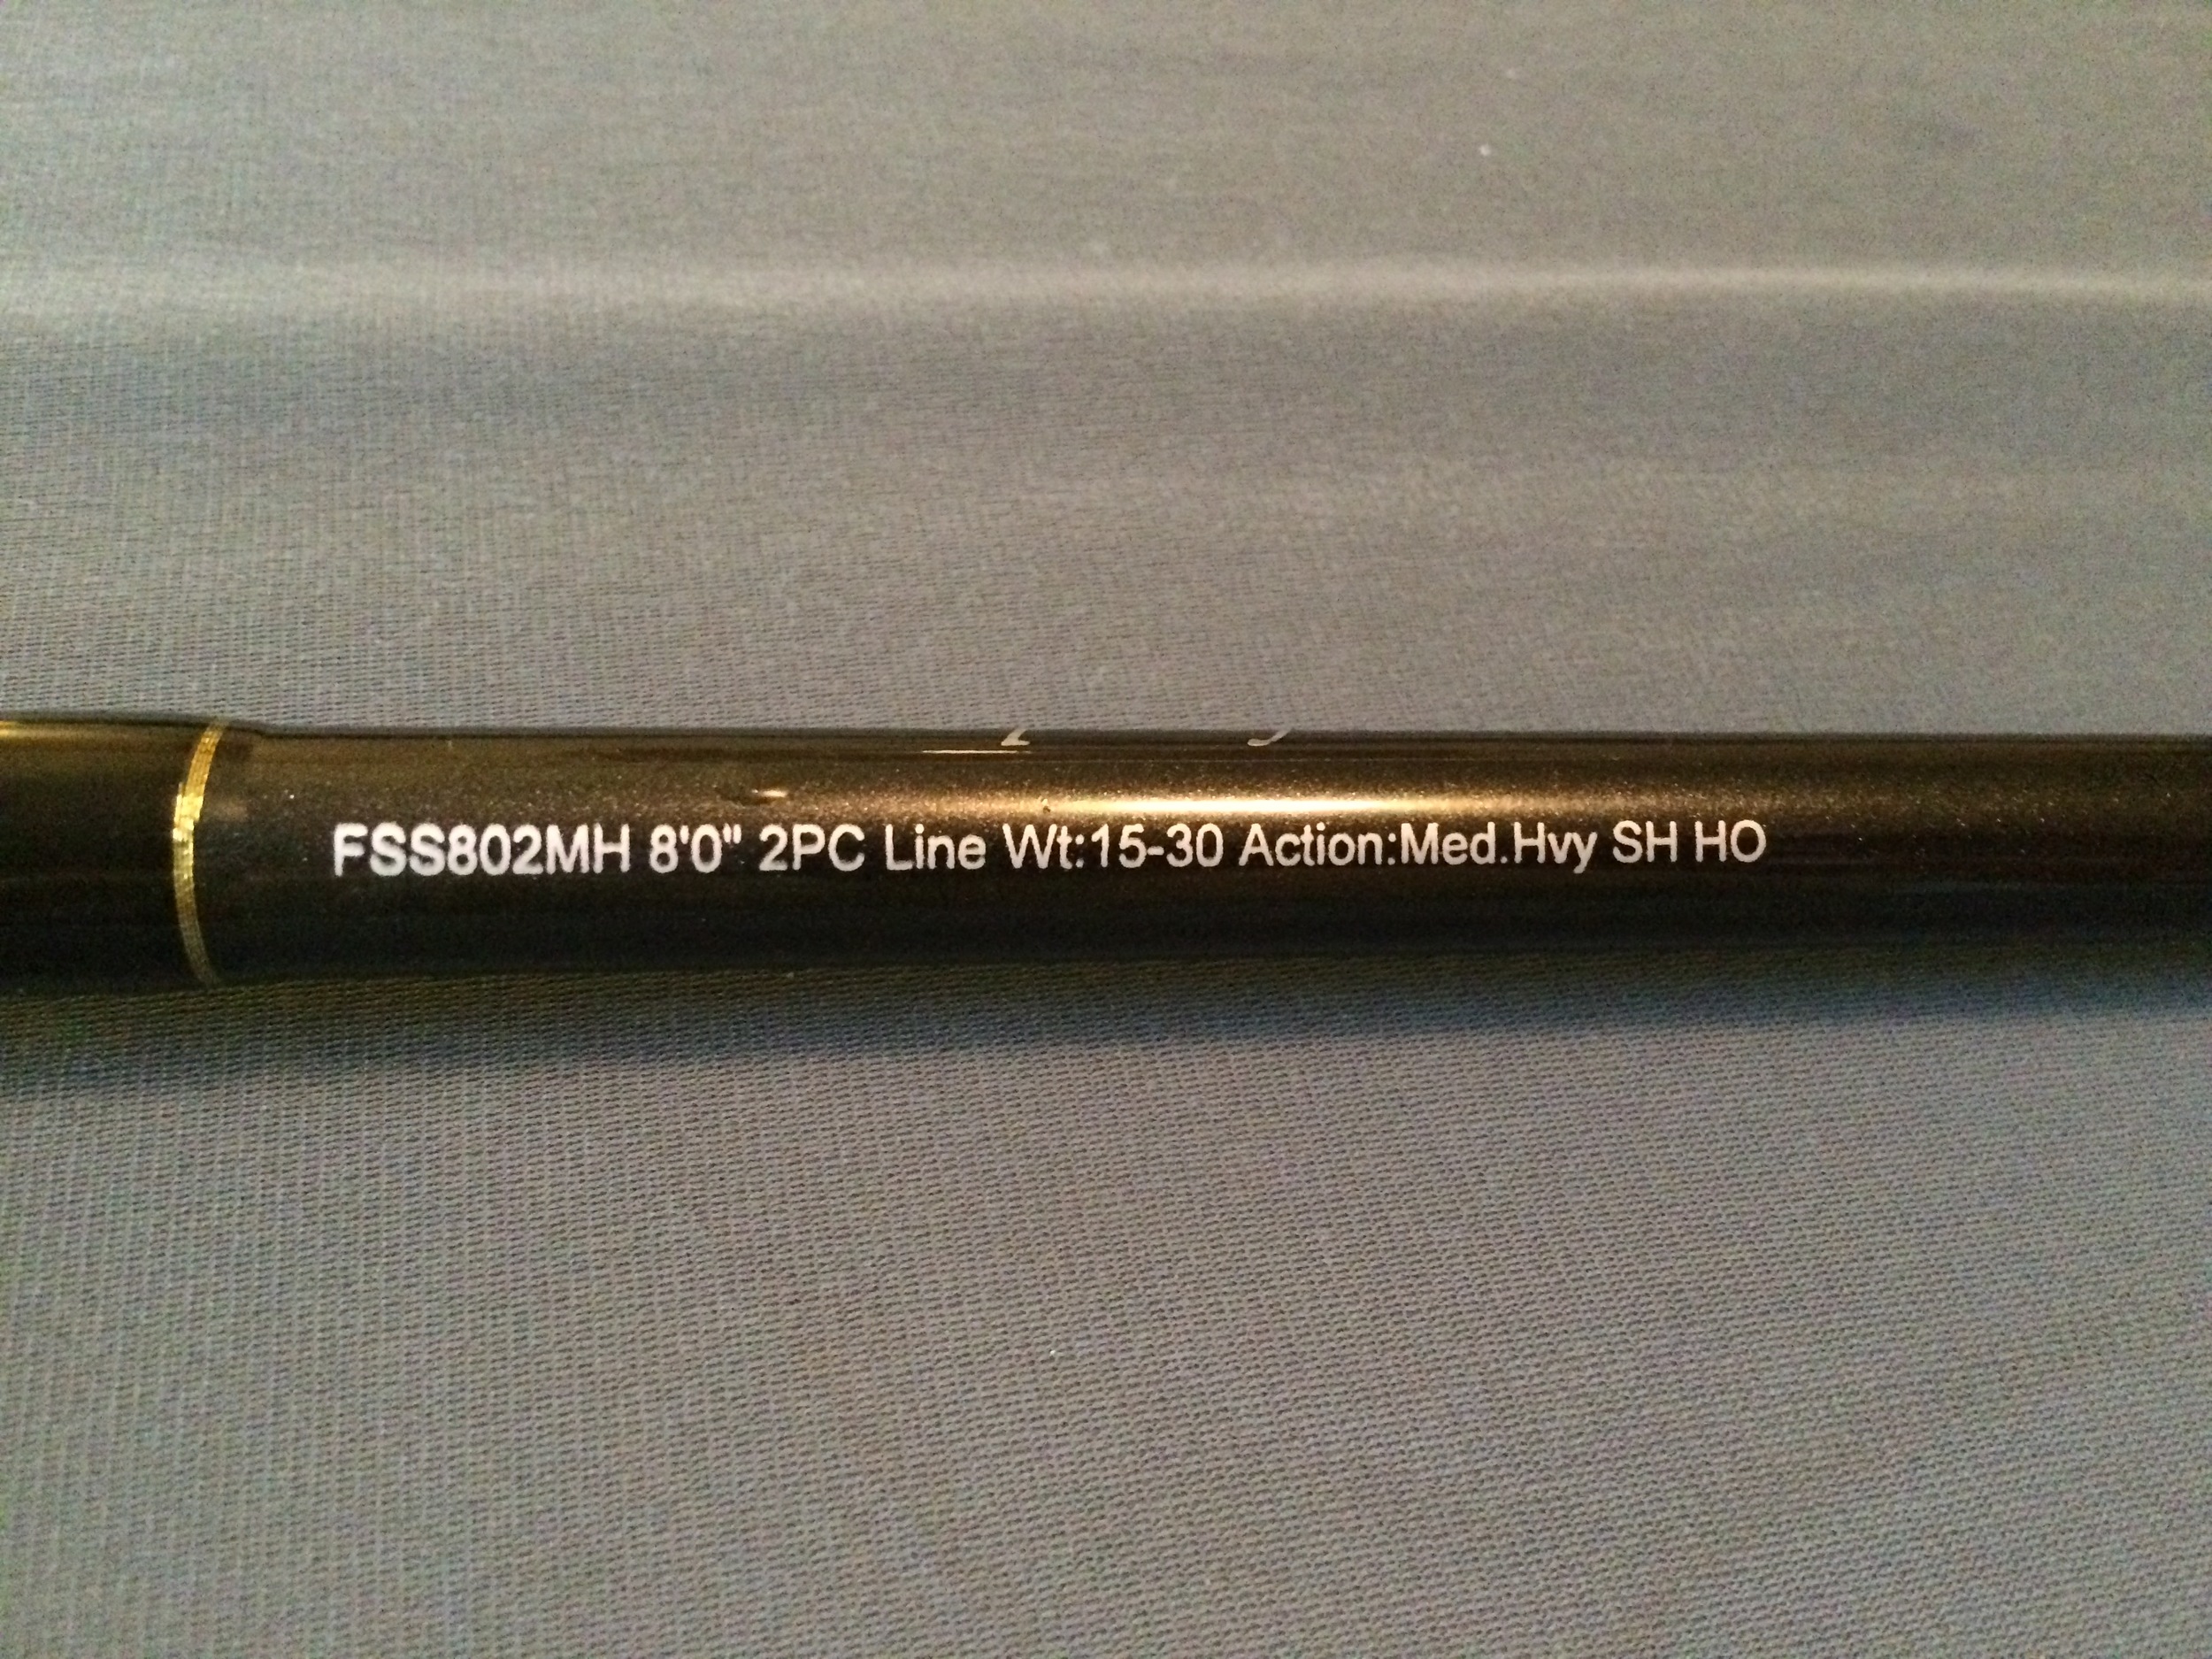 FSS802MH 8'0" 2PC Line Wt:15-30 Action:Med.Hvy SH HO